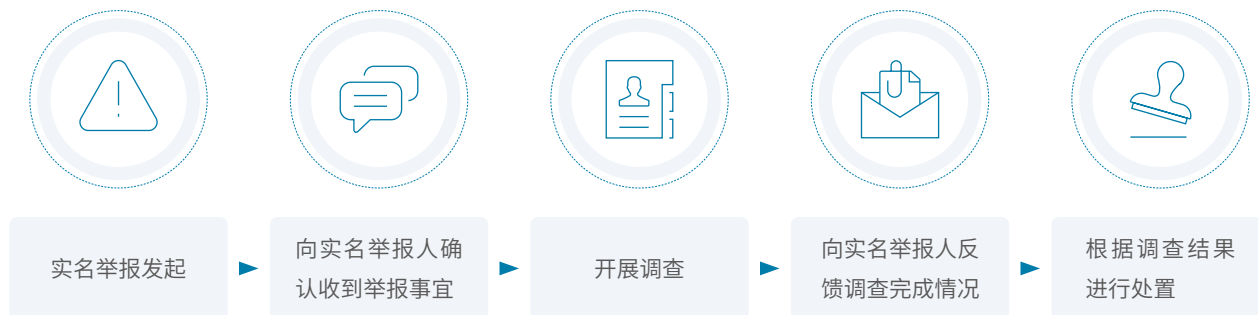 实名举报发起
向实名举报人确
认收到举报事宜
开展调查
向实名举报人反
馈调查完成情况
根据调查结果
进行处置